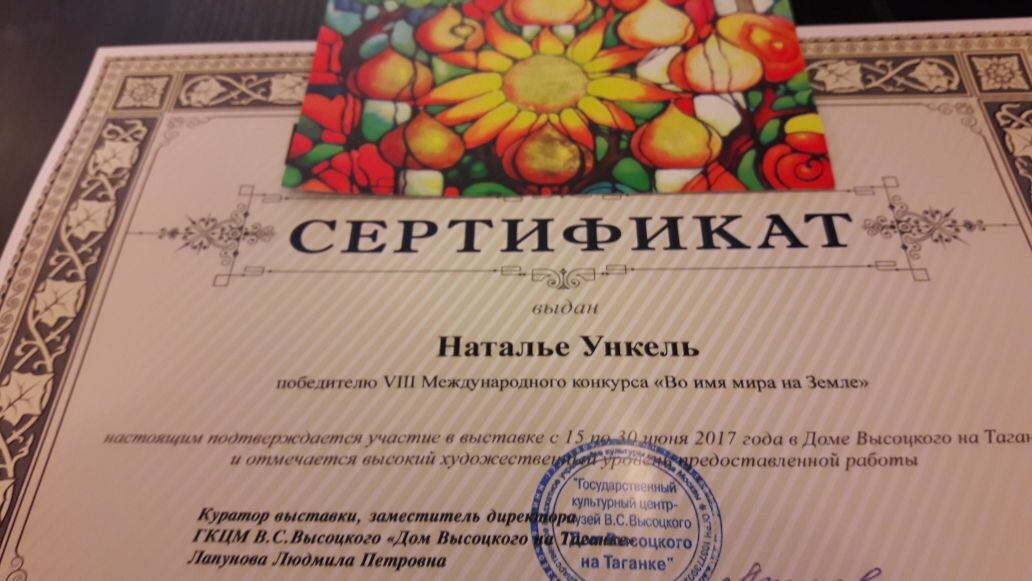 СЕРТИФИКАТ
выдан
Наталье Ункель
победителю VIII Международного конкурса «Во имя мира на Земле»
настоящим подтверждается участие в выставке с 15 по 30 июня 2017 года в Доме Высоцкого на Таган
и отмечается высокий художественный уровень предоставленной работы
Куратор выставки, заместитель директора
ГКЦМ В.С.Высоцкого «Дом Высоцкого на Таганке»
Лапунова Людмила Петровна
"Государственный
культурный центр-
музей В.С.Высоцкого
"Дом Высоцкого
на Таганке"